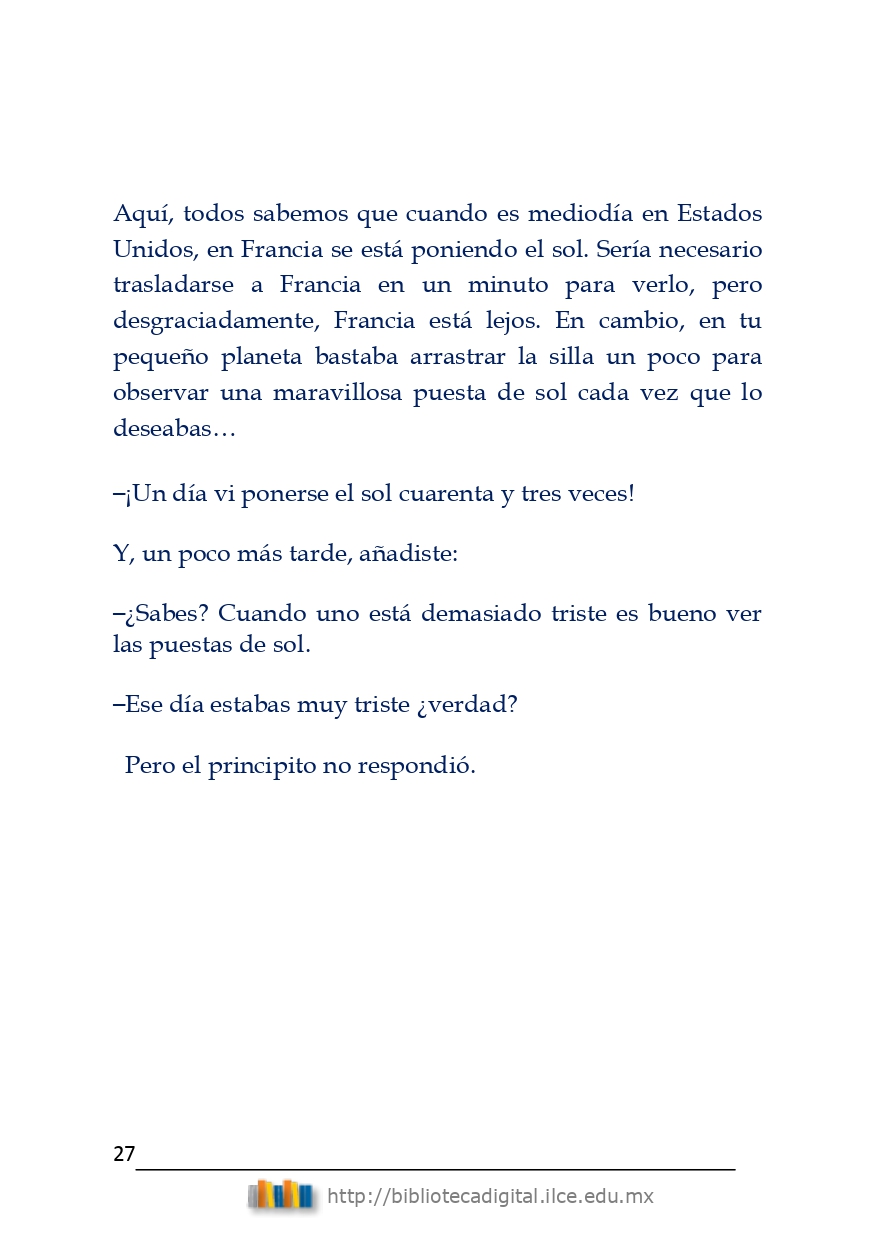 Aquí, todos sabemos que cuando es mediodía en Estados
Unidos, en Francia se está poniendo el sol. Sería necesario
trasladarse a Francia en un minuto para verlo, pero
desgraciadamente, Francia está lejos. En cambio, en tu
pequeño planeta bastaba arrastrar la silla un poco para
observar una maravillosa puesta de sol cada vez que lo
deseabas…
–¡Un día vi ponerse el sol cuarenta y tres veces!
Y, un poco más tarde, añadiste:
–¿Sabes? Cuando uno está demasiado triste es bueno ver
las puestas de sol.
–Ese día estabas muy triste ¿verdad?
Pero el principito no respondió.
27
http://bibliotecadigital.ilce.edu.mx